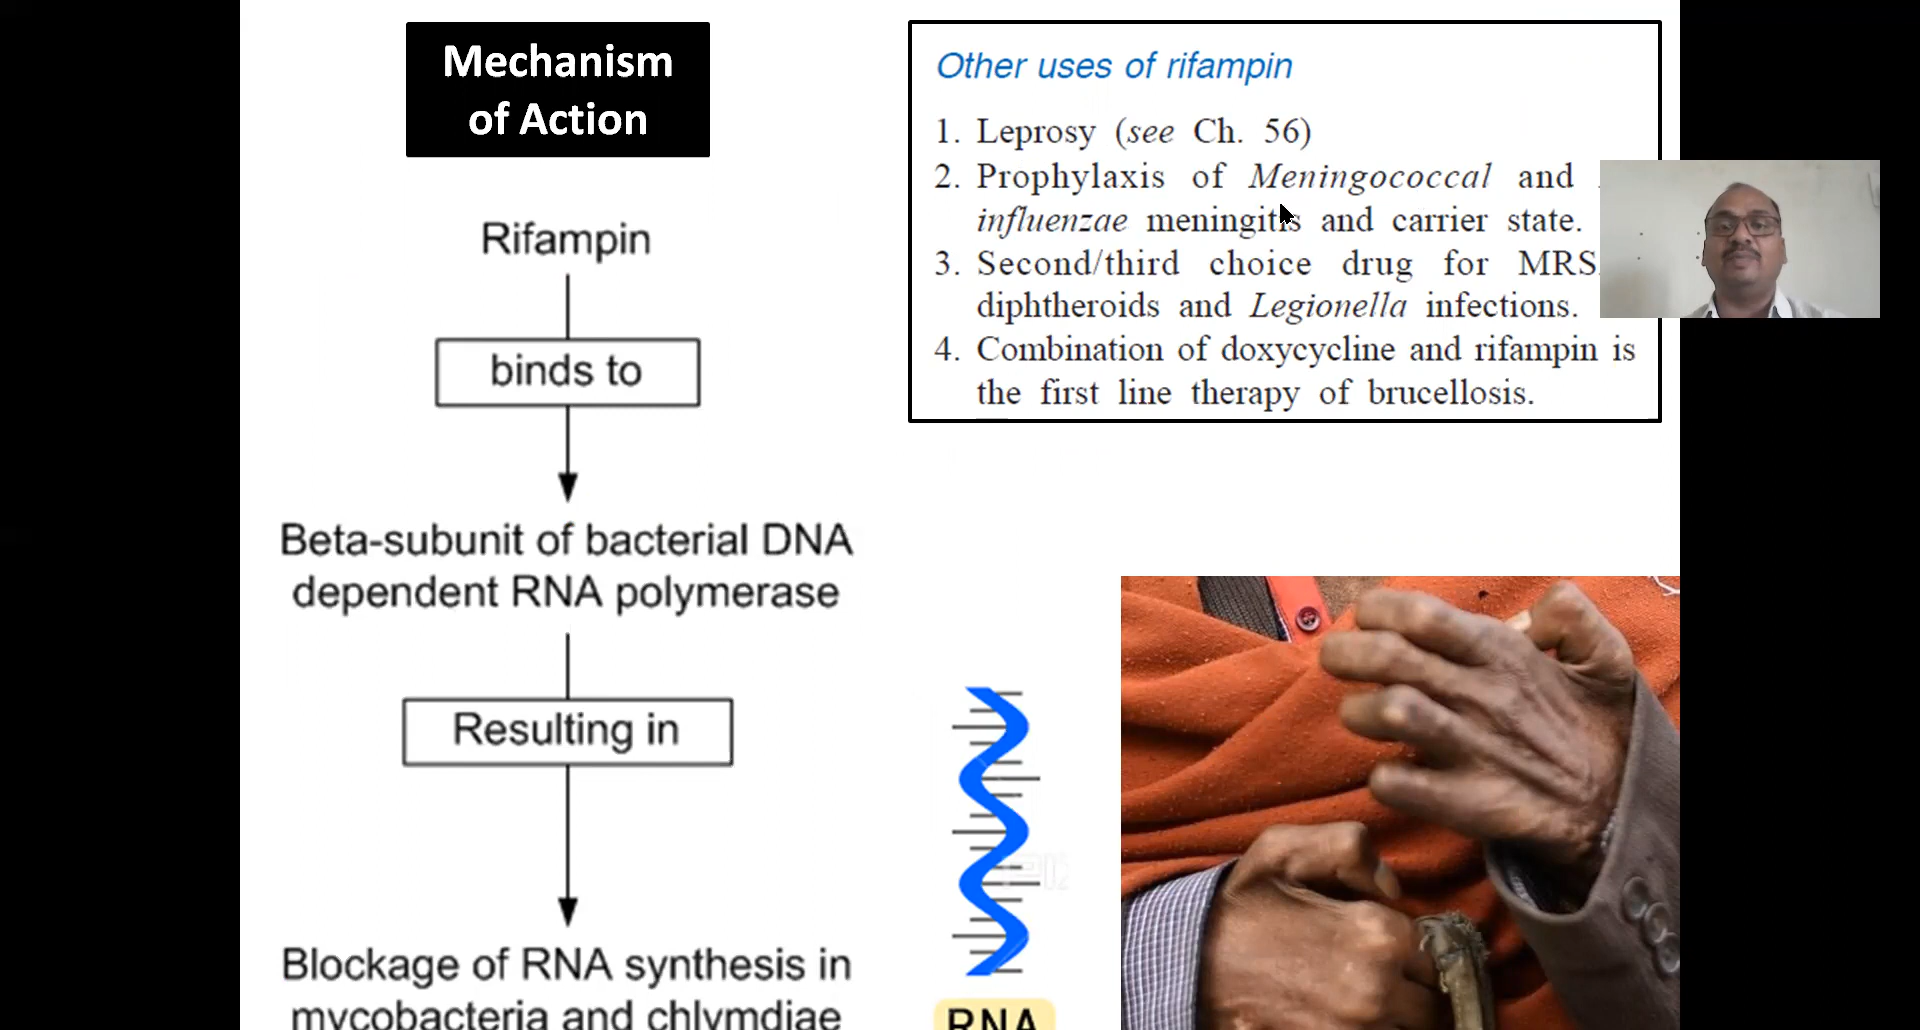 Mechanism
of Action
Rifampin
binds to
Beta-subunit of bacterial DNA
dependent RNA polymerase
Resulting in
Blockage of RNA synthesis in
mycobacteria and chlymdiae
Other uses of rifampin
1. Leprosy (see Ch. 56)
2. Prophylaxis of Meningococcal and
influenzae meningitis and carrier state.
3. Second/third choice drug for MRS
diphtheroids and Legionella infections.
4. Combination of doxycycline and rifampin is
the first line therapy of brucellosis.
RNA